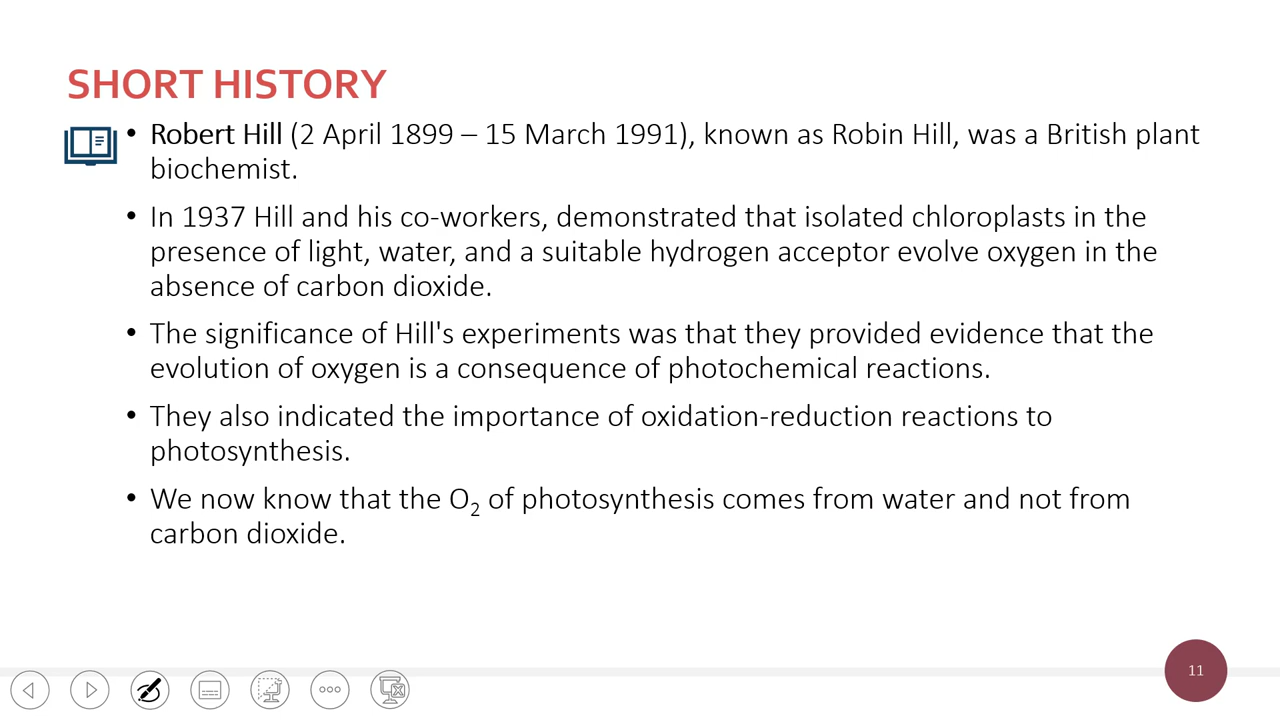 SHORT HISTORY
• Robert Hill (2 April 1899 – 15 March 1991), known as Robin Hill, was a British plant
biochemist.
• In 1937 Hill and his co-workers, demonstrated that isolated chloroplasts in the
presence of light, water, and a suitable hydrogen acceptor evolve oxygen in the
absence of carbon dioxide.
• The significance of Hill's experiments was that they provided evidence that the
evolution of oxygen is a consequence of photochemical reactions.
• They also indicated the importance of oxidation-reduction reactions to
photosynthesis.
• We now know that the O₂ of photosynthesis comes from water and not from
carbon dioxide.
11